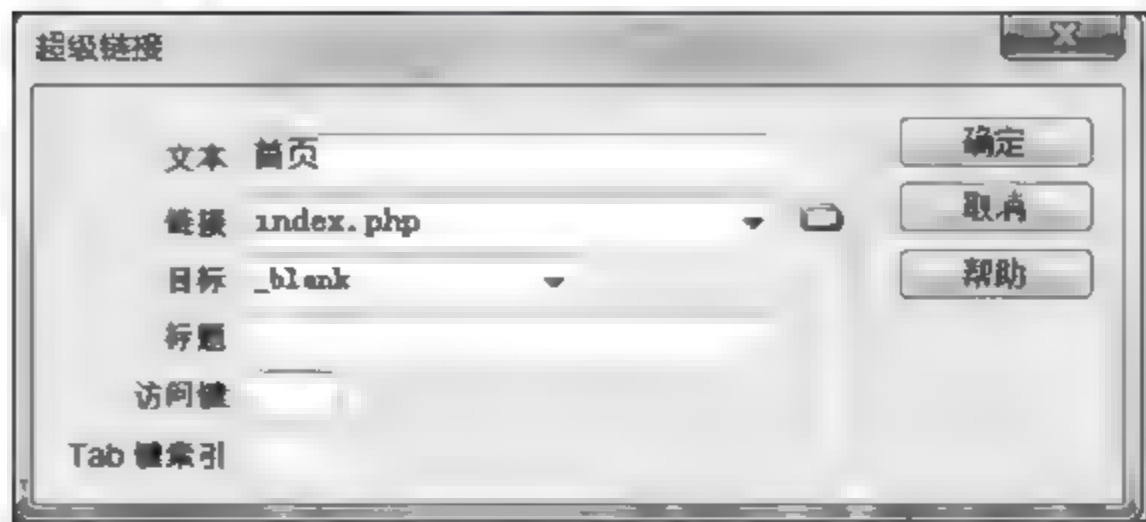 超级链接
文本 首页
确定
链接 index.php
取消
目标 _blank
帮助
标题
访问键
Tab 键索引